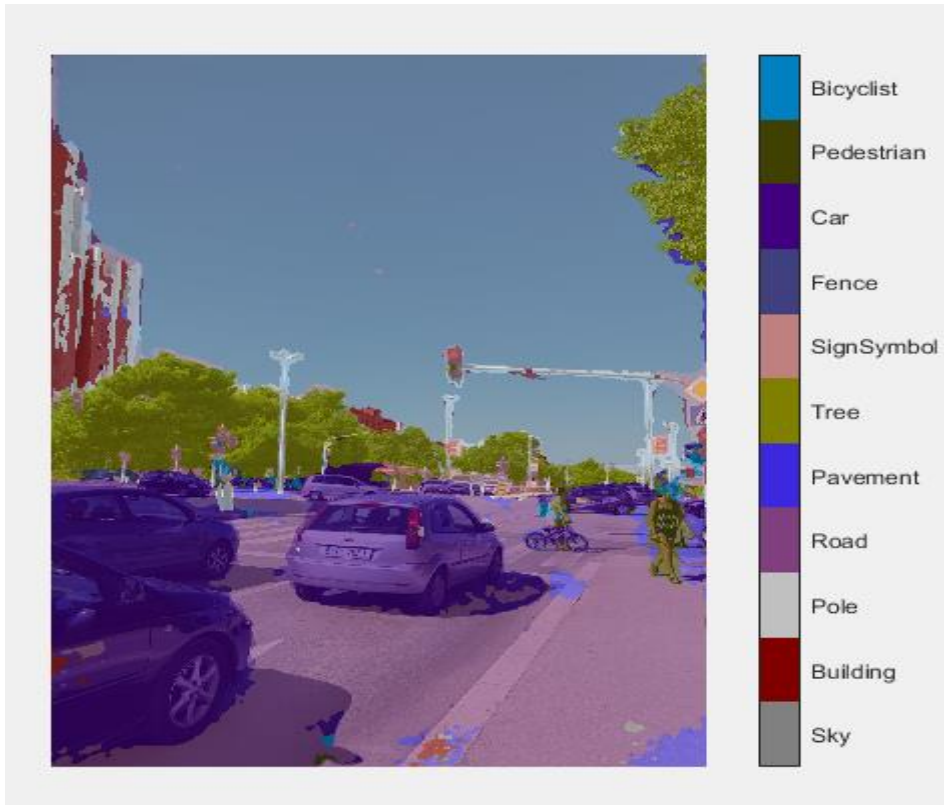 Bicyclist
Pedestrian
Car
Fence
SignSymbol
Tree
Pavement
Road
Pole
Building
Sky